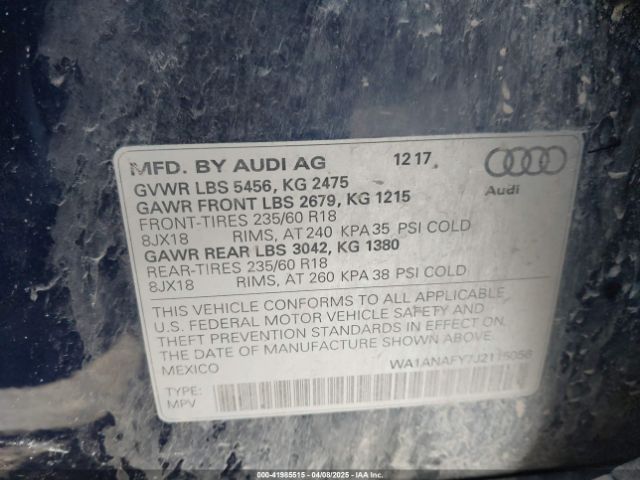 MFD. BY AUDI AG 12 17
GVWR LBS 5456, KG 2475
GAWR FRONT LBS 2679, KG 1215
FRONT-TIRES 235/60 R18
8JX18 RIMS, AT 240 KPA 35 PSI COLD
GAWR REAR LBS 3042, KG 1380
REAR-TIRES 235/60 R18
8JX18 RIMS, AT 260 KPA 38 PSI COLD
Audi
THIS VEHICLE CONFORMS TO ALL APPLICABLE
U.S. FEDERAL MOTOR VEHICLE SAFETY AND THEFT
PREVENTION STANDARDS IN EFFECT ON
THE DATE OF MANUFACTURE SHOWN ABOVE.
MEXICO
TYPE:
MPV
000-41985515 - 04/08/2025 - IAA Inc.